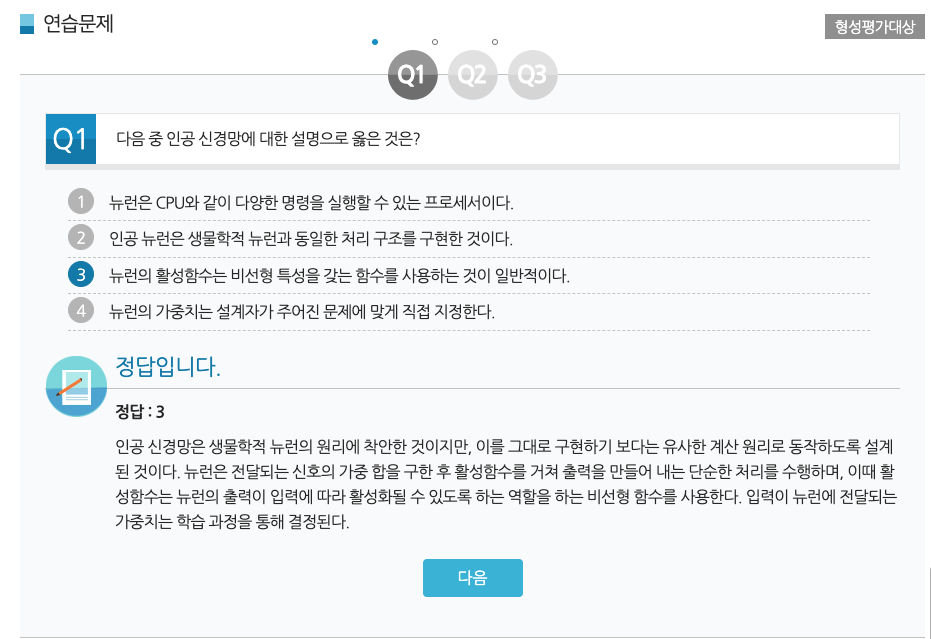 연습문제
형성평가대상
Q1 Q2 Q3
Q1 다음 중 인공 신경망에 대한 설명으로 옳은 것은?
1 뉴런은 CPU와 같이 다양한 명령을 실행할 수 있는 프로세서이다.
2 인공 뉴런은 생물학적 뉴런과 동일한 처리 구조를 구현한 것이다.
3 뉴런의 활성함수는 비선형 특성을 갖는 함수를 사용하는 것이 일반적이다.
4 뉴런의 가중치는 설계자가 주어진 문제에 맞게 직접 지정한다.
정답입니다.
정답 : 3
인공 신경망은 생물학적 뉴런의 원리에 착안한 것이지만, 이를 그대로 구현하기 보다는 유사한 계산 원리로 동작하도록 설계
된 것이다. 뉴런은 전달되는 신호의 가중 합을 구한 후 활성함수를 거쳐 출력을 만들어 내는 단순한 처리를 수행하며, 이때 활
성함수는 뉴런의 출력이 입력에 따라 활성화될 수 있도록 하는 역할을 하는 비선형 함수를 사용한다. 입력이 뉴런에 전달되는
가중치는 학습 과정을 통해 결정된다.
다음